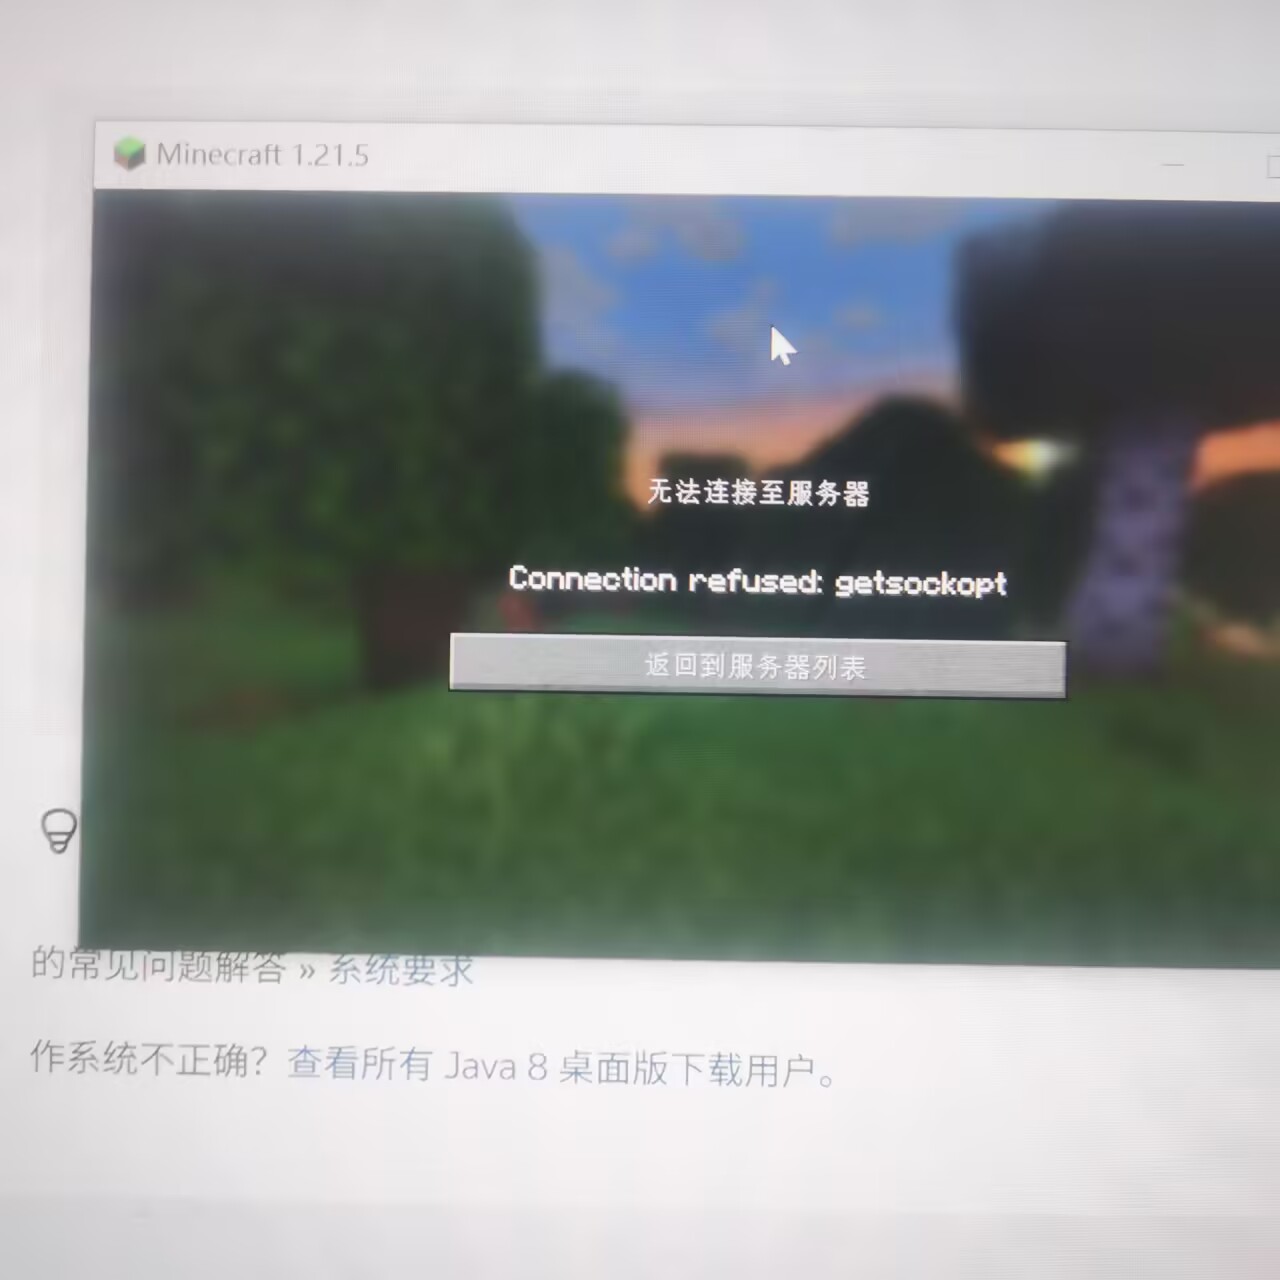 Minecraft 1.21.5
无法连接至服务器
Connection refused: getsockopt
返回到服务器列表
的常见问题解答 » 系统要求
作系统不正确？查看所有 Java 8 桌面版下载用户。